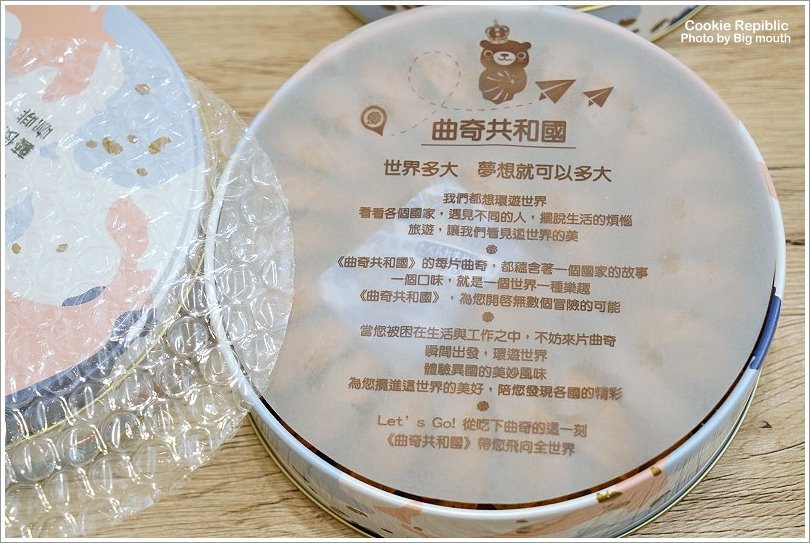 Cookie Repiblic
Photo by Big mouth
曲奇共和國
世界多大 夢想就可以多大
我們都想環遊世界
看看各個國家，遇見不同的人，擺脫生活的煩惱
旅遊，讓我們看見這世界的美
《曲奇共和國》的每片曲奇，都蘊含著一個國家的故事
一個口味，就是一個世界一種樂趣
《曲奇共和國》，為您開啓無數個冒險的可能
當您被困在生活與工作之中，不妨來片曲奇
瞬間出發，環遊世界
體驗異國的美妙風味
為您攬進這世界的美好，陪您發現各國的精彩
Let's Go! 從吃下曲奇的這一刻
《曲奇共和國》帶您飛向全世界
咖啡